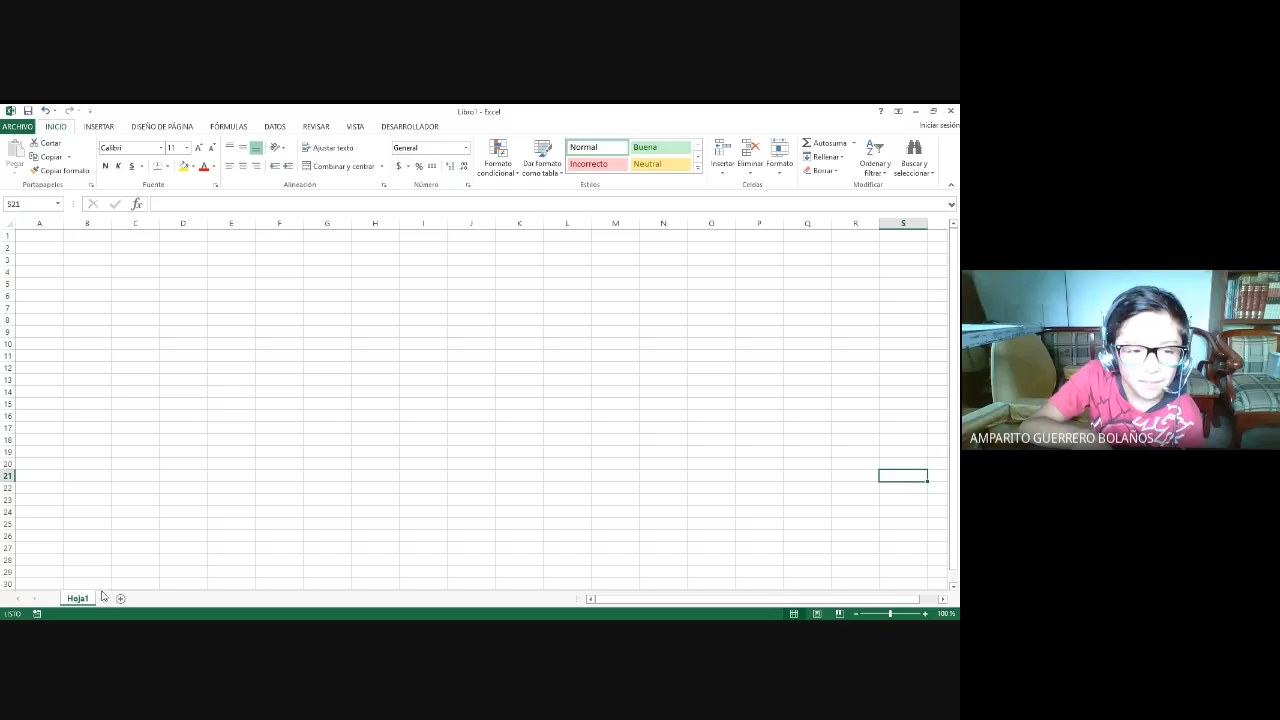 Libro1 - Excel
ARCHIVO INICIO INSERTAR DISEÑO DE PÁGINA FÓRMULAS DATOS REVISAR VISTA DESARROLLADOR
Iniciar sesión
Pegar
Cortar
Copiar
Copiar formato
Portapapeles
Calibri 11
N K S
Fuente
Ajustar texto
Combinar y centrar
Alineación
General
$ % 000
Número
Formato condicional
Dar formato como tabla
Normal Buena
Incorrecto Neutral
Estilos
Insertar Eliminar Formato
Celdas
Autosuma
Rellenar
Borrar
Ordenar y filtrar
Buscar y seleccionar
Modificar
S21 fx
A B C D E F G H I J K L M N O P Q R S
1
2
3
4
5
6
7
8
9
10
11
12
13
14
15
16
17
18
19
20
21
22
23
24
25
26
27
28
29
30
Hoja1
LISTO 100 %
AMPARITO GUERRERO BOLAÑOS